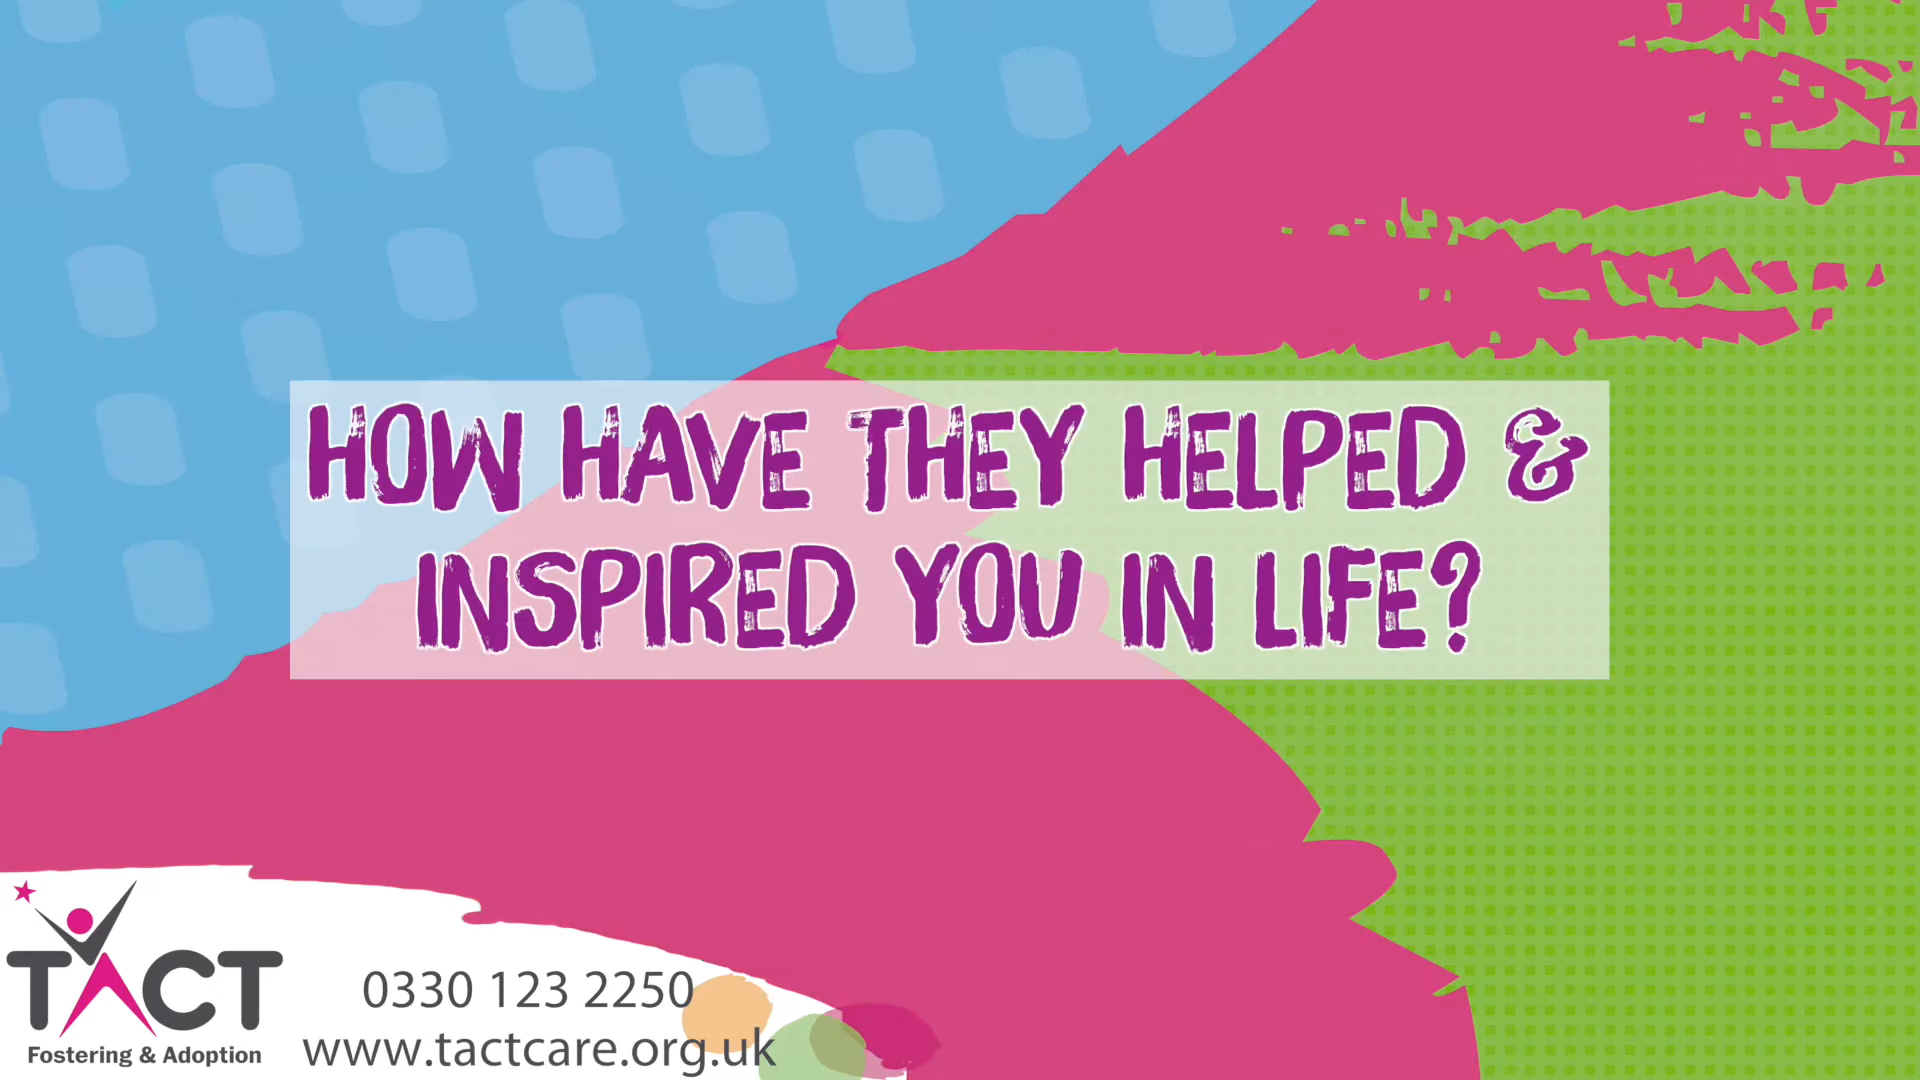 HOW HAVE THEY HELPED &
INSPIRED YOU IN LIFE?
TACT
Fostering & Adoption
0330 123 2250
www.tactcare.org.uk